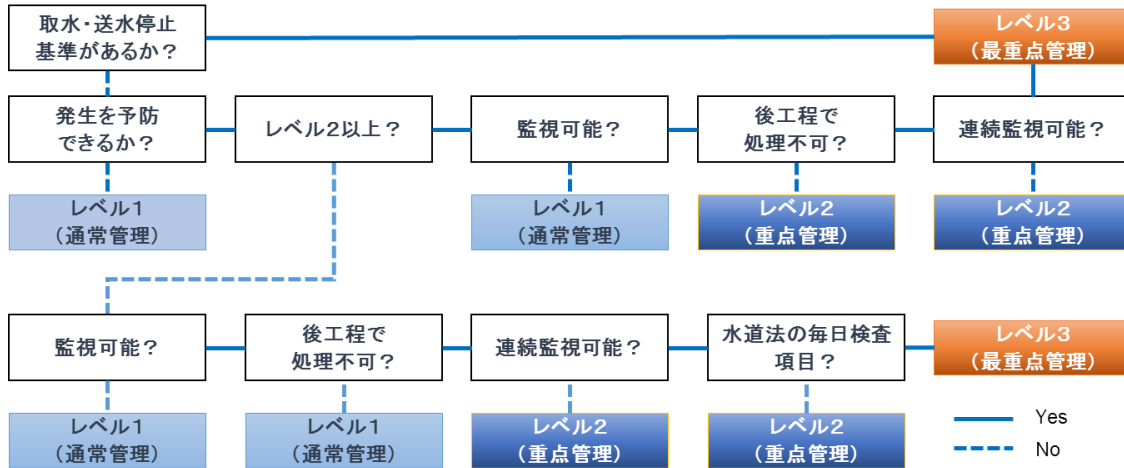 取水・送水停止
基準があるか？
レベル3
（最重点管理）
発生を予防
できるか？
レベル２以上？
監視可能？
後工程で
処理不可？
連続監視可能？
レベル１
（通常管理）
レベル１
（通常管理）
レベル２
（重点管理）
レベル２
（重点管理）
監視可能？
後工程で
処理不可？
連続監視可能？
水道法の毎日検査
項目？
レベル3
（最重点管理）
レベル１
（通常管理）
レベル１
（通常管理）
レベル２
（重点管理）
レベル２
（重点管理）
Yes
No